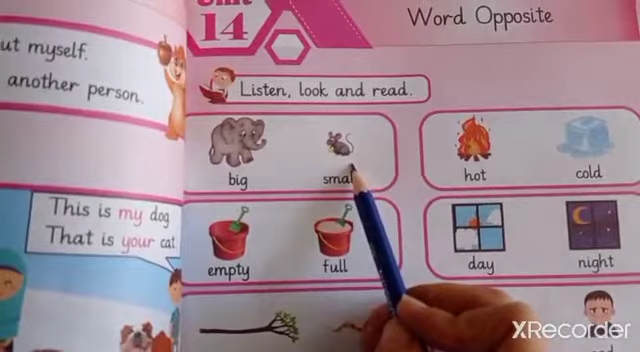 ut myself.
another person.
This is my dog
That is your cat
Unit
14
Word Opposite
Listen, look and read.
big
hot
cold
empty
full
day
night
XRecorder